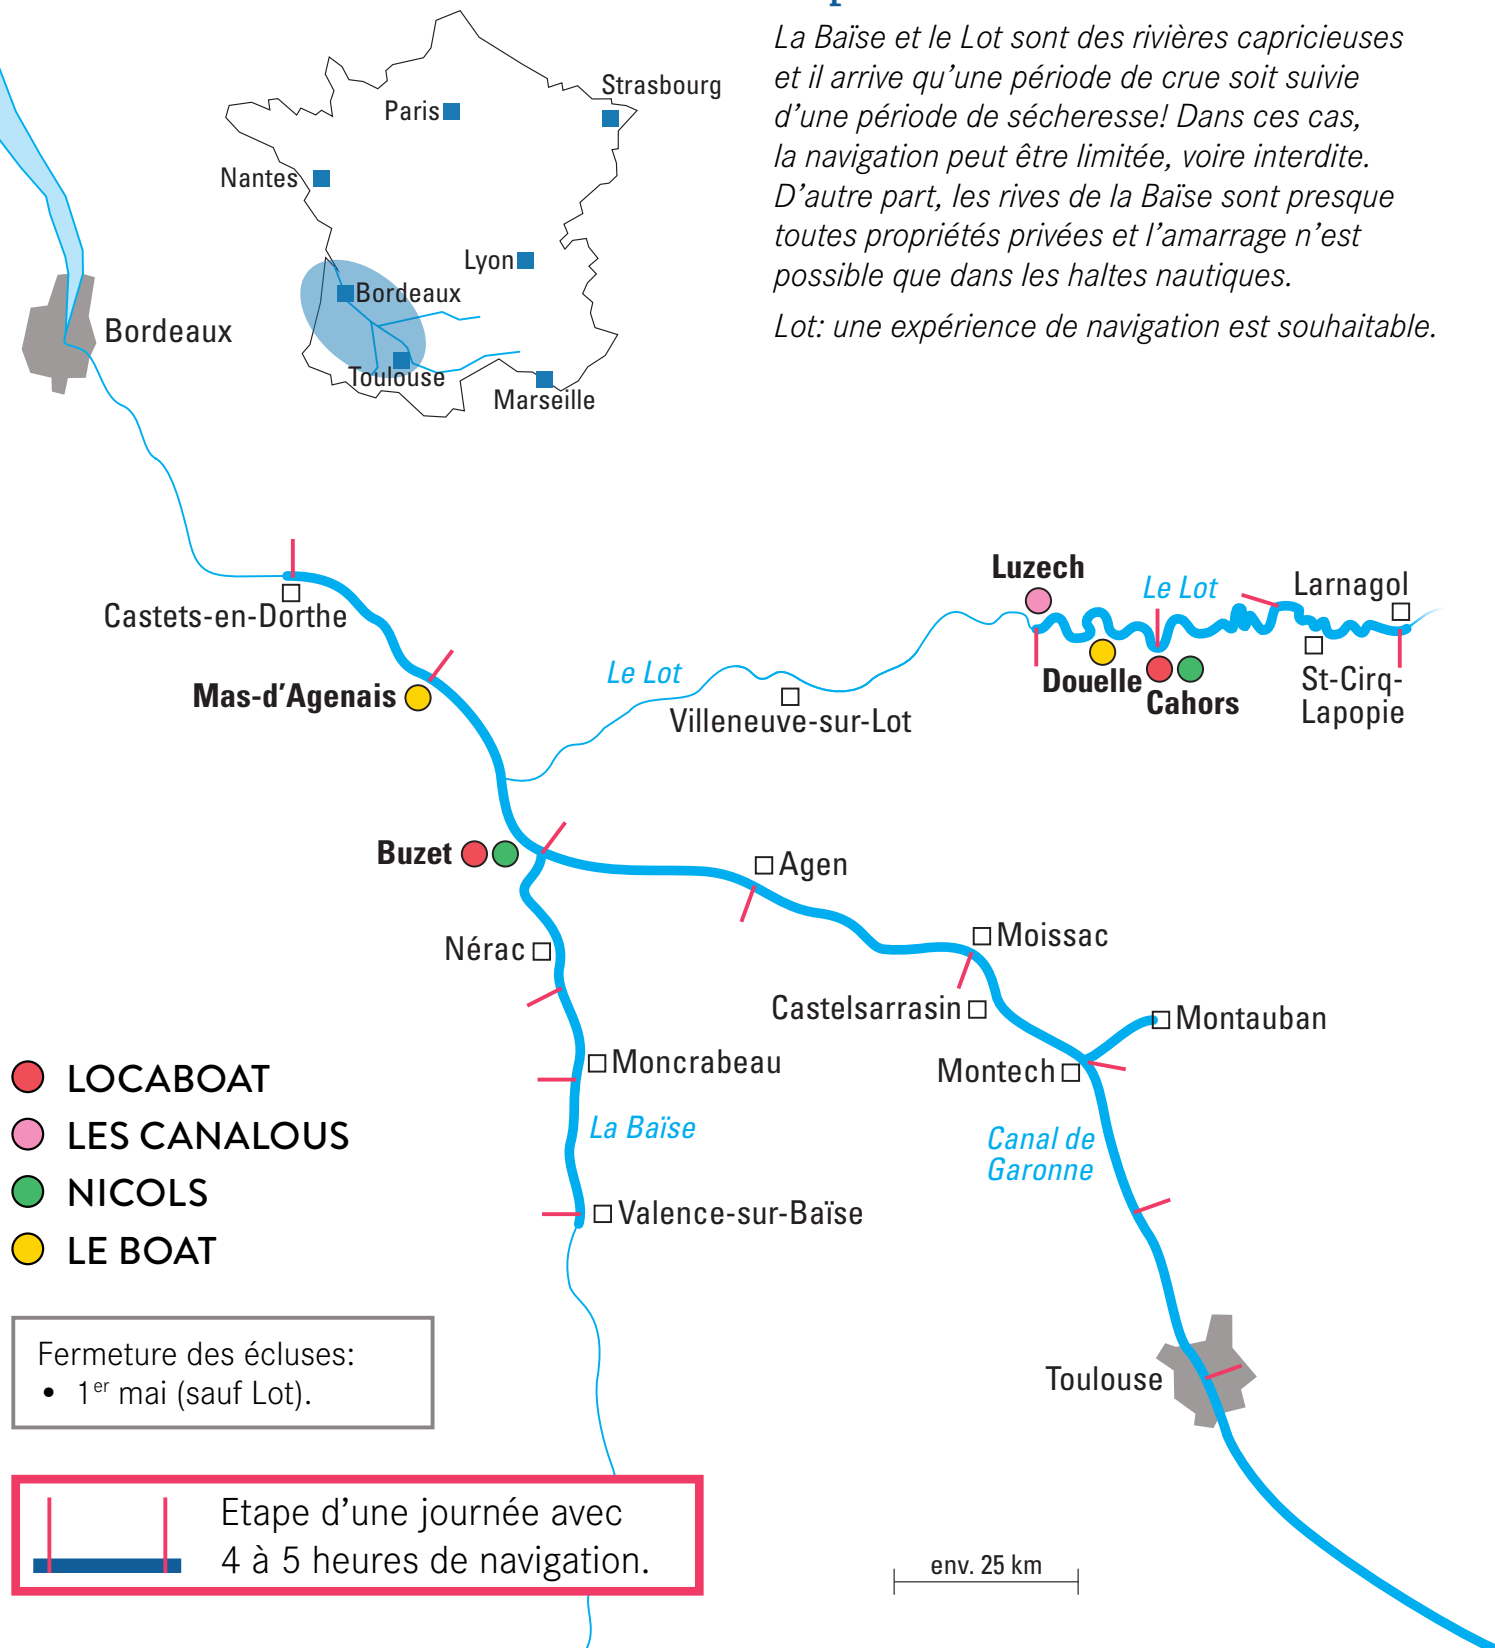 La Baïse et le Lot sont des rivières capricieuses
et il arrive qu’une période de crue soit suivie
d’une période de sécheresse! Dans ces cas,
la navigation peut être limitée, voire interdite.
D’autre part, les rives de la Baïse sont presque
toutes propriétés privées et l’amarrage n’est
possible que dans les haltes nautiques.
Lot: une expérience de navigation est souhaitable.
Strasbourg
Paris
Nantes
Lyon
Bordeaux
Toulouse
Marseille
Bordeaux
Castets-en-Dorthe
Mas-d’Agenais
Le Lot
Villeneuve-sur-Lot
Luzech
Le Lot
Larnagol
Douelle
Cahors
St-Cirq-
Lapopie
Buzet
Agen
Nérac
Moissac
Castelsarrasin
Montauban
Moncrabeau
Montech
La Baïse
Canal de
Garonne
Valence-sur-Baïse
Toulouse
LOCABOAT
LES CANALOUS
NICOLS
LE BOAT
Fermeture des écluses:
• 1er mai (sauf Lot).
Etape d’une journée avec
4 à 5 heures de navigation.
env. 25 km